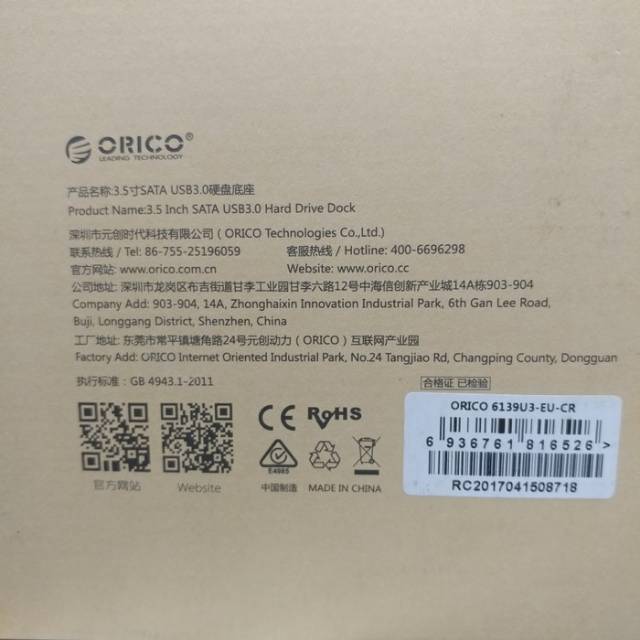 ORICO®
LEADING TECHNOLOGY
产品名称:3.5寸SATA USB3.0硬盘底座
Product Name:3.5 Inch SATA USB3.0 Hard Drive Dock
深圳市元创时代科技有限公司（ORICO Technologies Co.,Ltd.）
联系热线 / Tel: 86-755-25196059 客服热线 / Hotline: 400-6696298
官方网站: www.orico.com.cn Website: www.orico.cc
公司地址: 深圳市龙岗区布吉街道甘李工业园甘李六路12号中海信创新产业城14A栋903-904
Company Add: 903-904, 14A, Zhonghaixin Innovation Industrial Park, 6th Gan Lee Road,
Buji, Longgang District, Shenzhen, China
工厂地址: 东莞市常平镇塘角路24号元创动力（ORICO）互联网产业园
Factory Add: ORICO Internet Oriented Industrial Park, No.24 Tangjiao Rd, Changping County, Dongguan
执行标准: GB 4943.1-2011
合格证 已检验
CE RoHS
E4985
官方网站 Website 中国制造 MADE IN CHINA
ORICO 6139U3-EU-CR
6 936761 816526 >
RC2017041508718